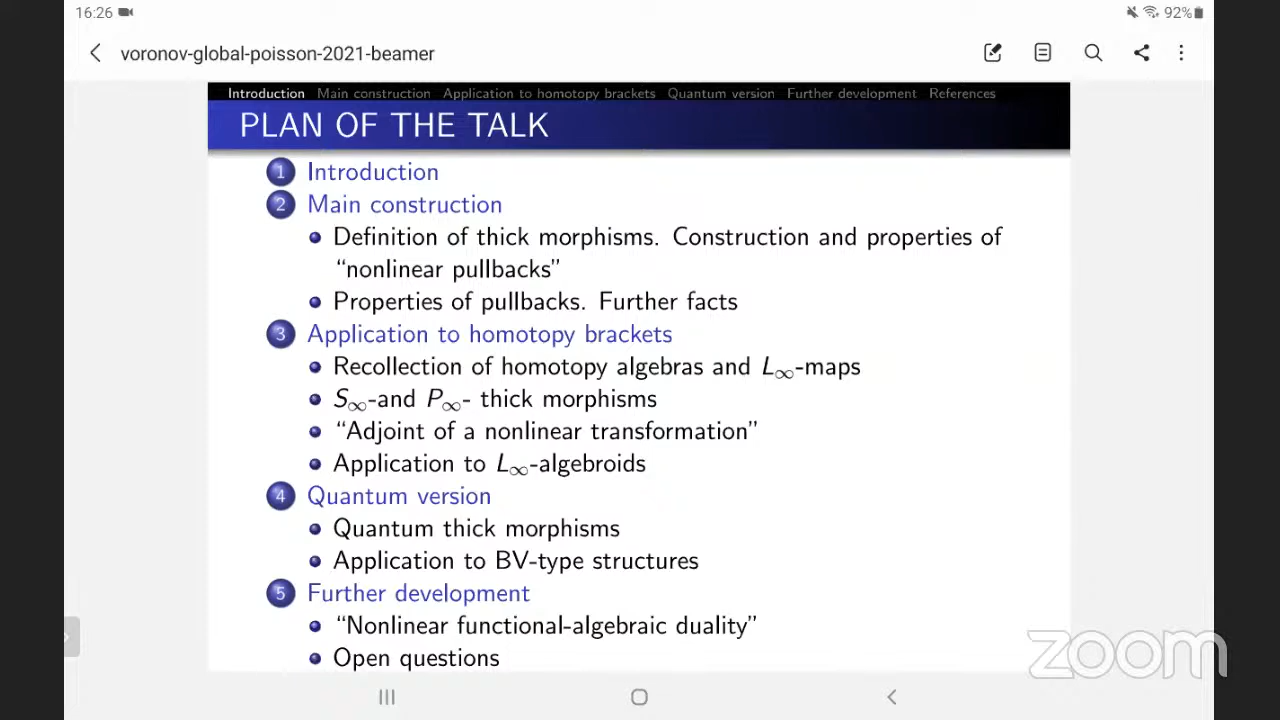 16:26 92%
voronov-global-poisson-2021-beamer
Introduction Main construction Application to homotopy brackets Quantum version Further development References
PLAN OF THE TALK
1 Introduction
2 Main construction
• Definition of thick morphisms. Construction and properties of
“nonlinear pullbacks”
• Properties of pullbacks. Further facts
3 Application to homotopy brackets
• Recollection of homotopy algebras and L∞-maps
• S∞-and P∞- thick morphisms
• “Adjoint of a nonlinear transformation”
• Application to L∞-algebroids
4 Quantum version
• Quantum thick morphisms
• Application to BV-type structures
5 Further development
• “Nonlinear functional-algebraic duality”
• Open questions
zoom